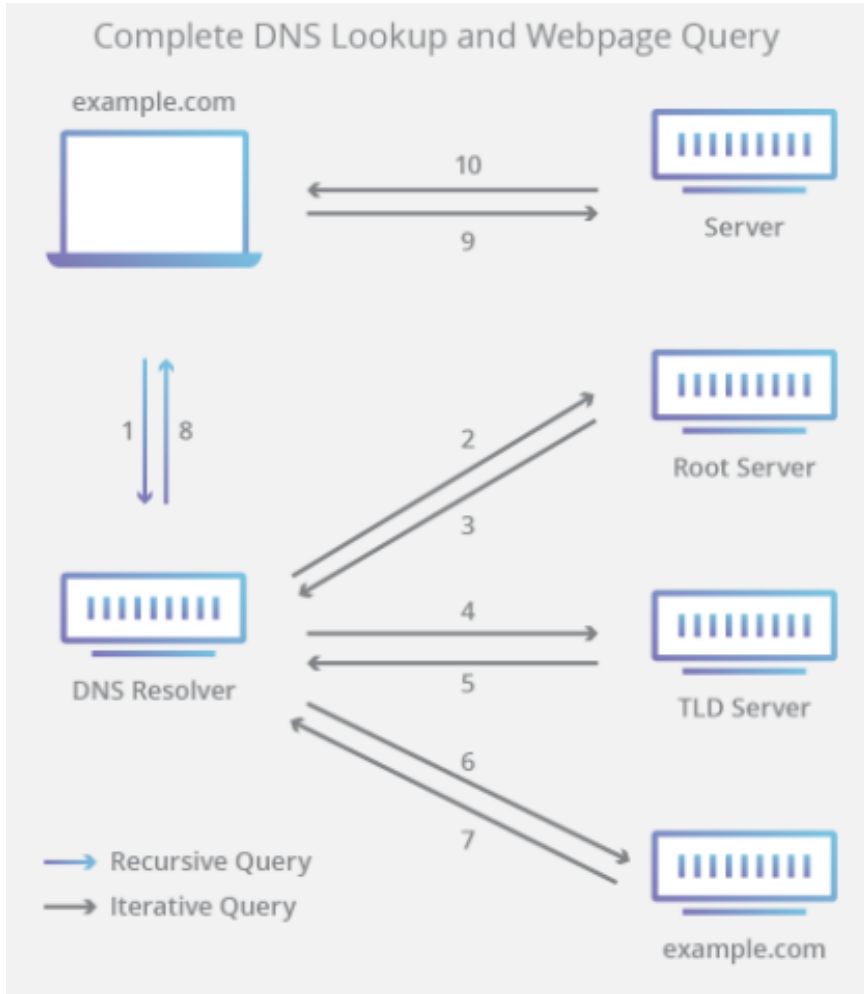 Complete DNS Lookup and Webpage Query
example.com
10
9
Server
1
8
2
3
Root Server
4
5
DNS Resolver
TLD Server
6
7
Recursive Query
Iterative Query
example.com